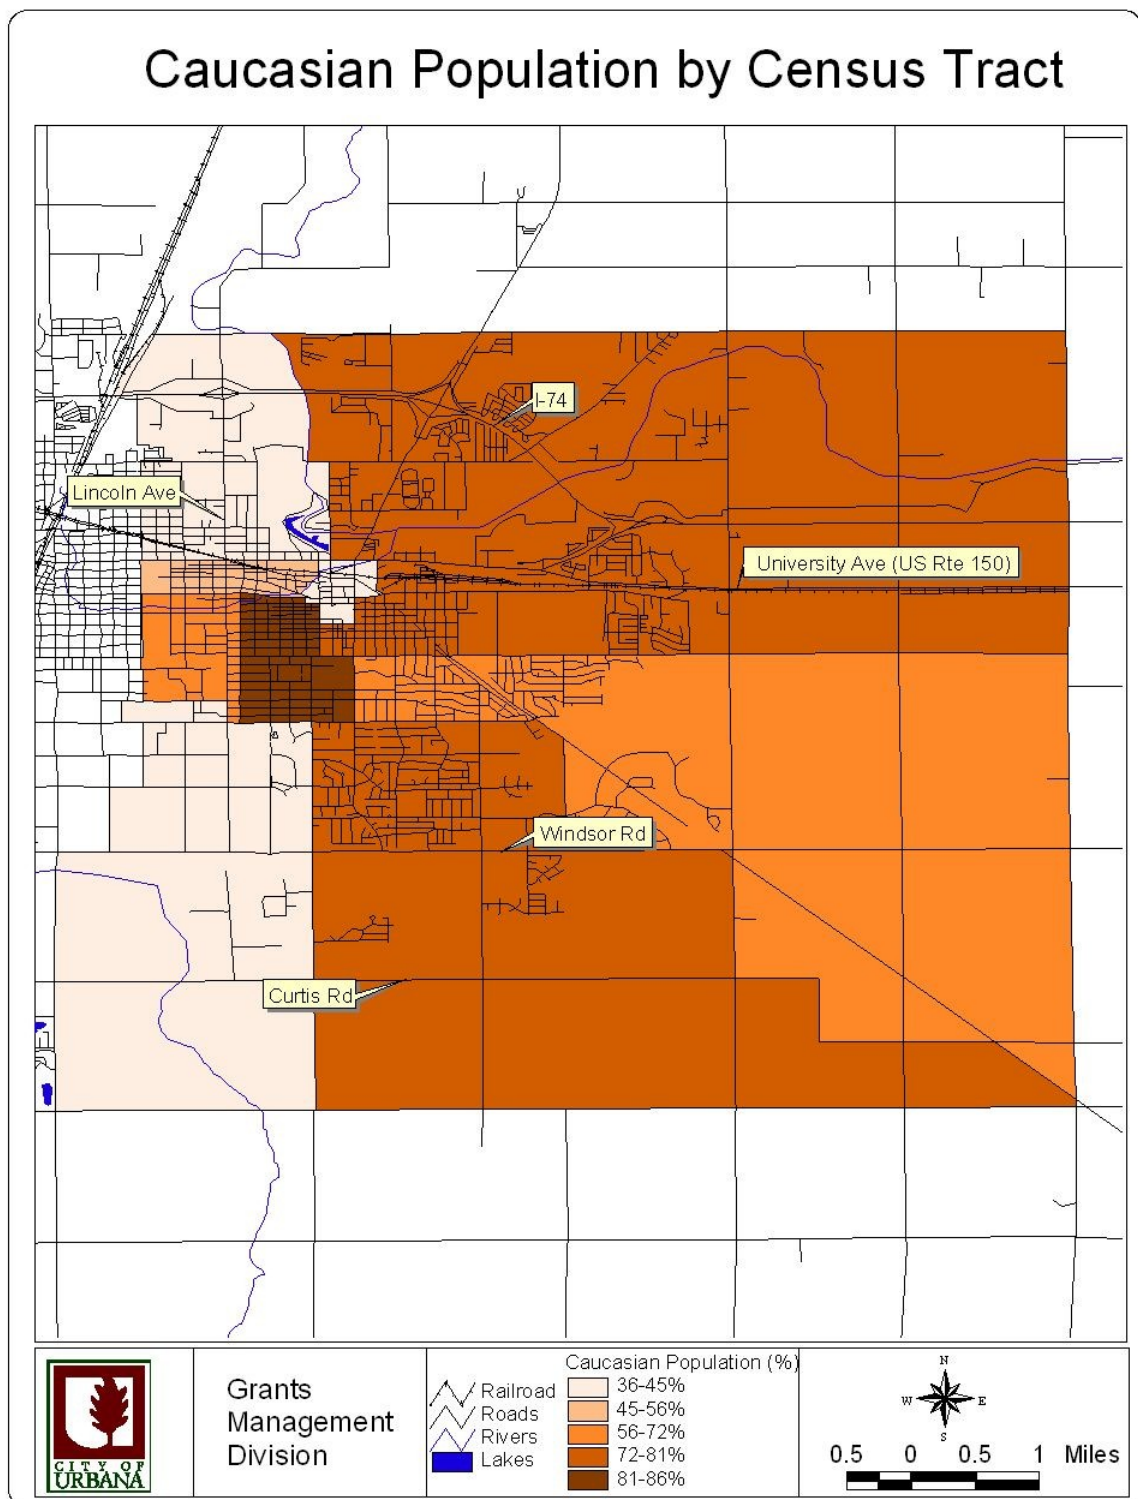 Caucasian Population by Census Tract
I-74
Lincoln Ave
University Ave (US Rte 150)
Windsor Rd
Curtis Rd
CITY OF
URBANA
Grants
Management
Division
Railroad
Roads
Rivers
Lakes
Caucasian Population (%)
36-45%
45-56%
56-72%
72-81%
81-86%
N
W E
S
0.5 0 0.5 1 Miles